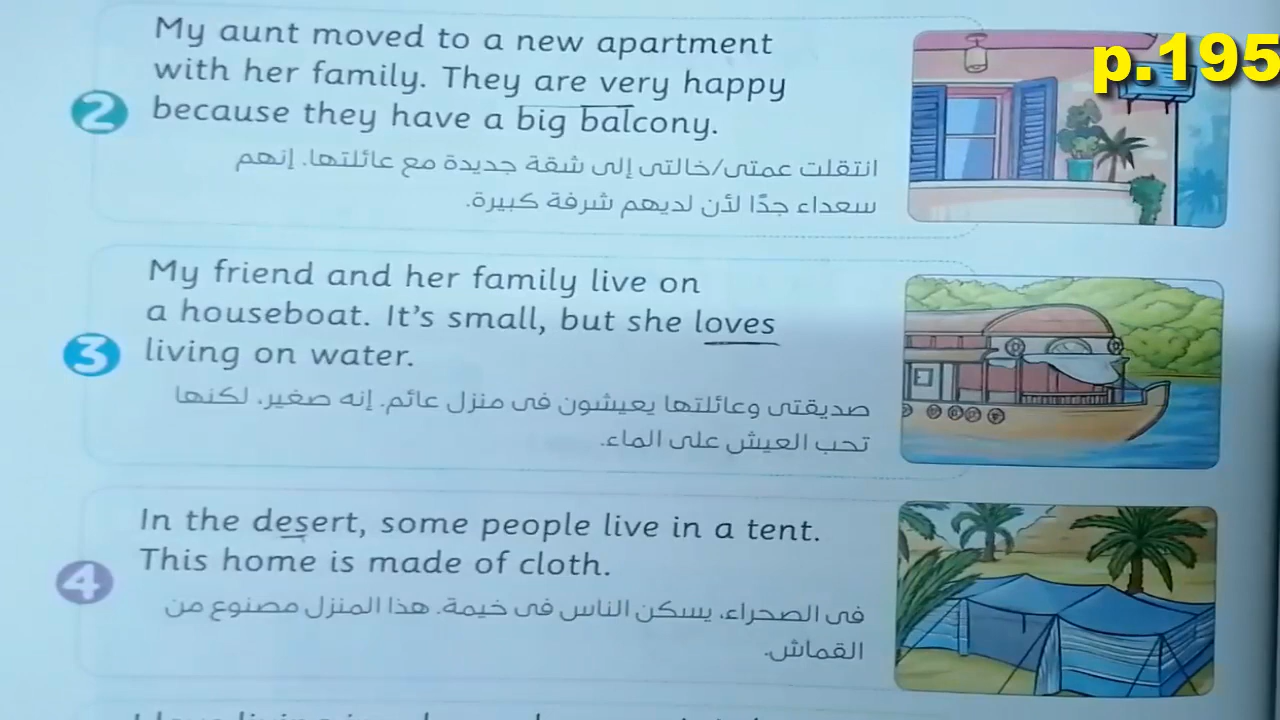 p.195
My aunt moved to a new apartment
with her family. They are very happy
2
because they have a big balcony.
انتقلت عمتى/خالتى إلى شقة جديدة مع عائلتها. إنهم
سعداء جدًا لأن لديهم شرفة كبيرة.
My friend and her family live on
a houseboat. It's small, but she loves
3
living on water.
صديقتى وعائلتها يعيشون فى منزل عائم. إنه صغير، لكنها
تحب العيش على الماء.
In the desert, some people live in a tent.
This home is made of cloth.
4
فى الصحراء، يسكن الناس فى خيمة. هذا المنزل مصنوع من
القماش.